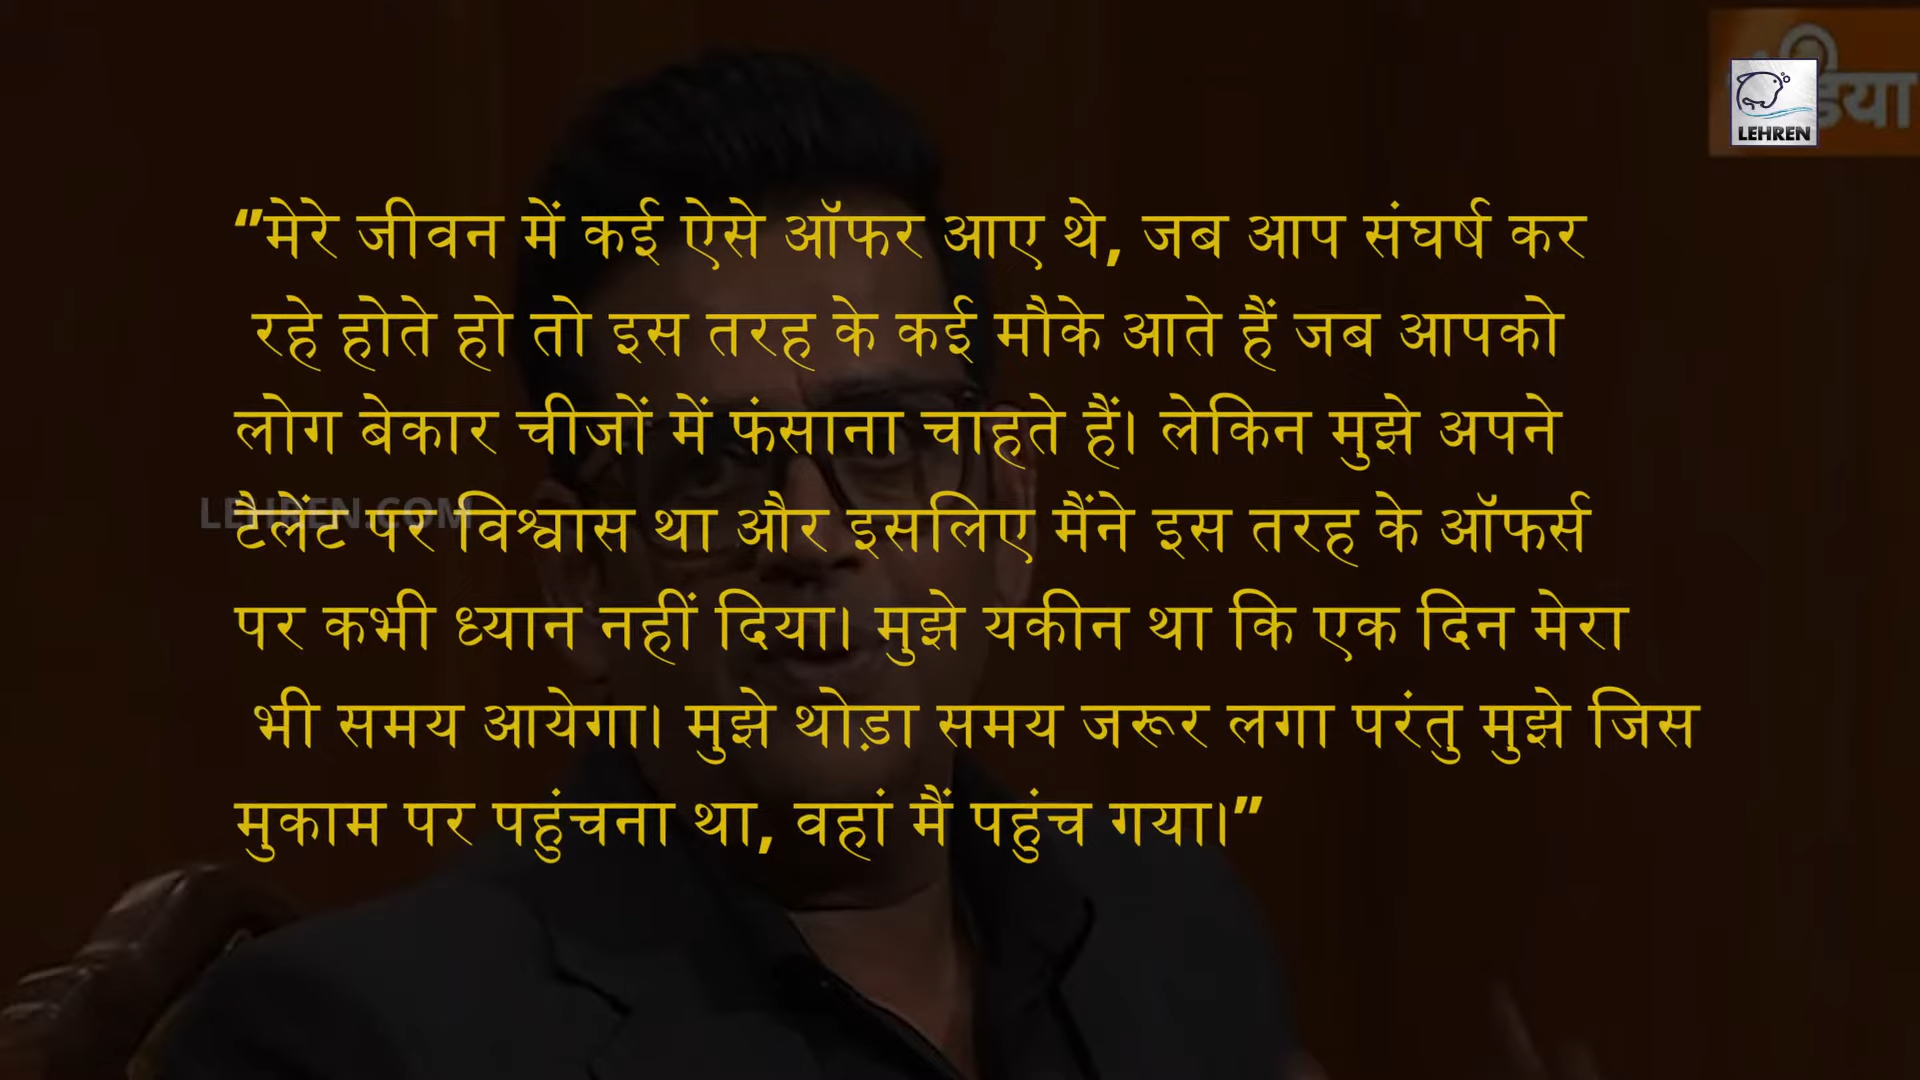 डिया
LEHREN
“मेरे जीवन में कई ऐसे ऑफर आए थे, जब आप संघर्ष कर
रहे होते हो तो इस तरह के कई मौके आते हैं जब आपको
लोग बेकार चीजों में फंसाना चाहते हैं। लेकिन मुझे अपने
LEHREN.COM
टैलेंट पर विश्वास था और इसलिए मैंने इस तरह के ऑफर्स
पर कभी ध्यान नहीं दिया। मुझे यकीन था कि एक दिन मेरा
भी समय आयेगा। मुझे थोड़ा समय जरूर लगा परंतु मुझे जिस
मुकाम पर पहुंचना था, वहां मैं पहुंच गया।”